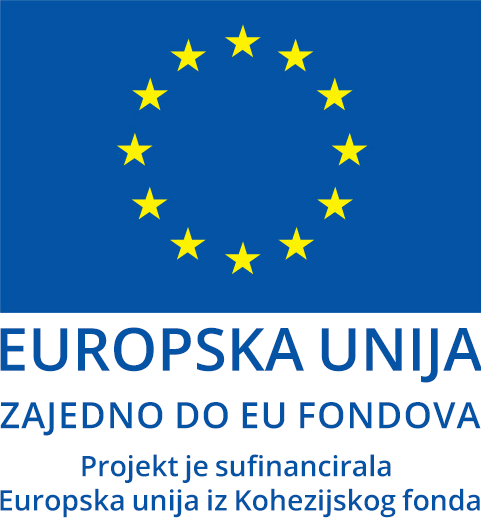 EUROPSKA UNIJA
ZAJEDNO DO EU FONDOVA
Projekt je sufinancirala
Europska unija iz Kohezijskog fonda